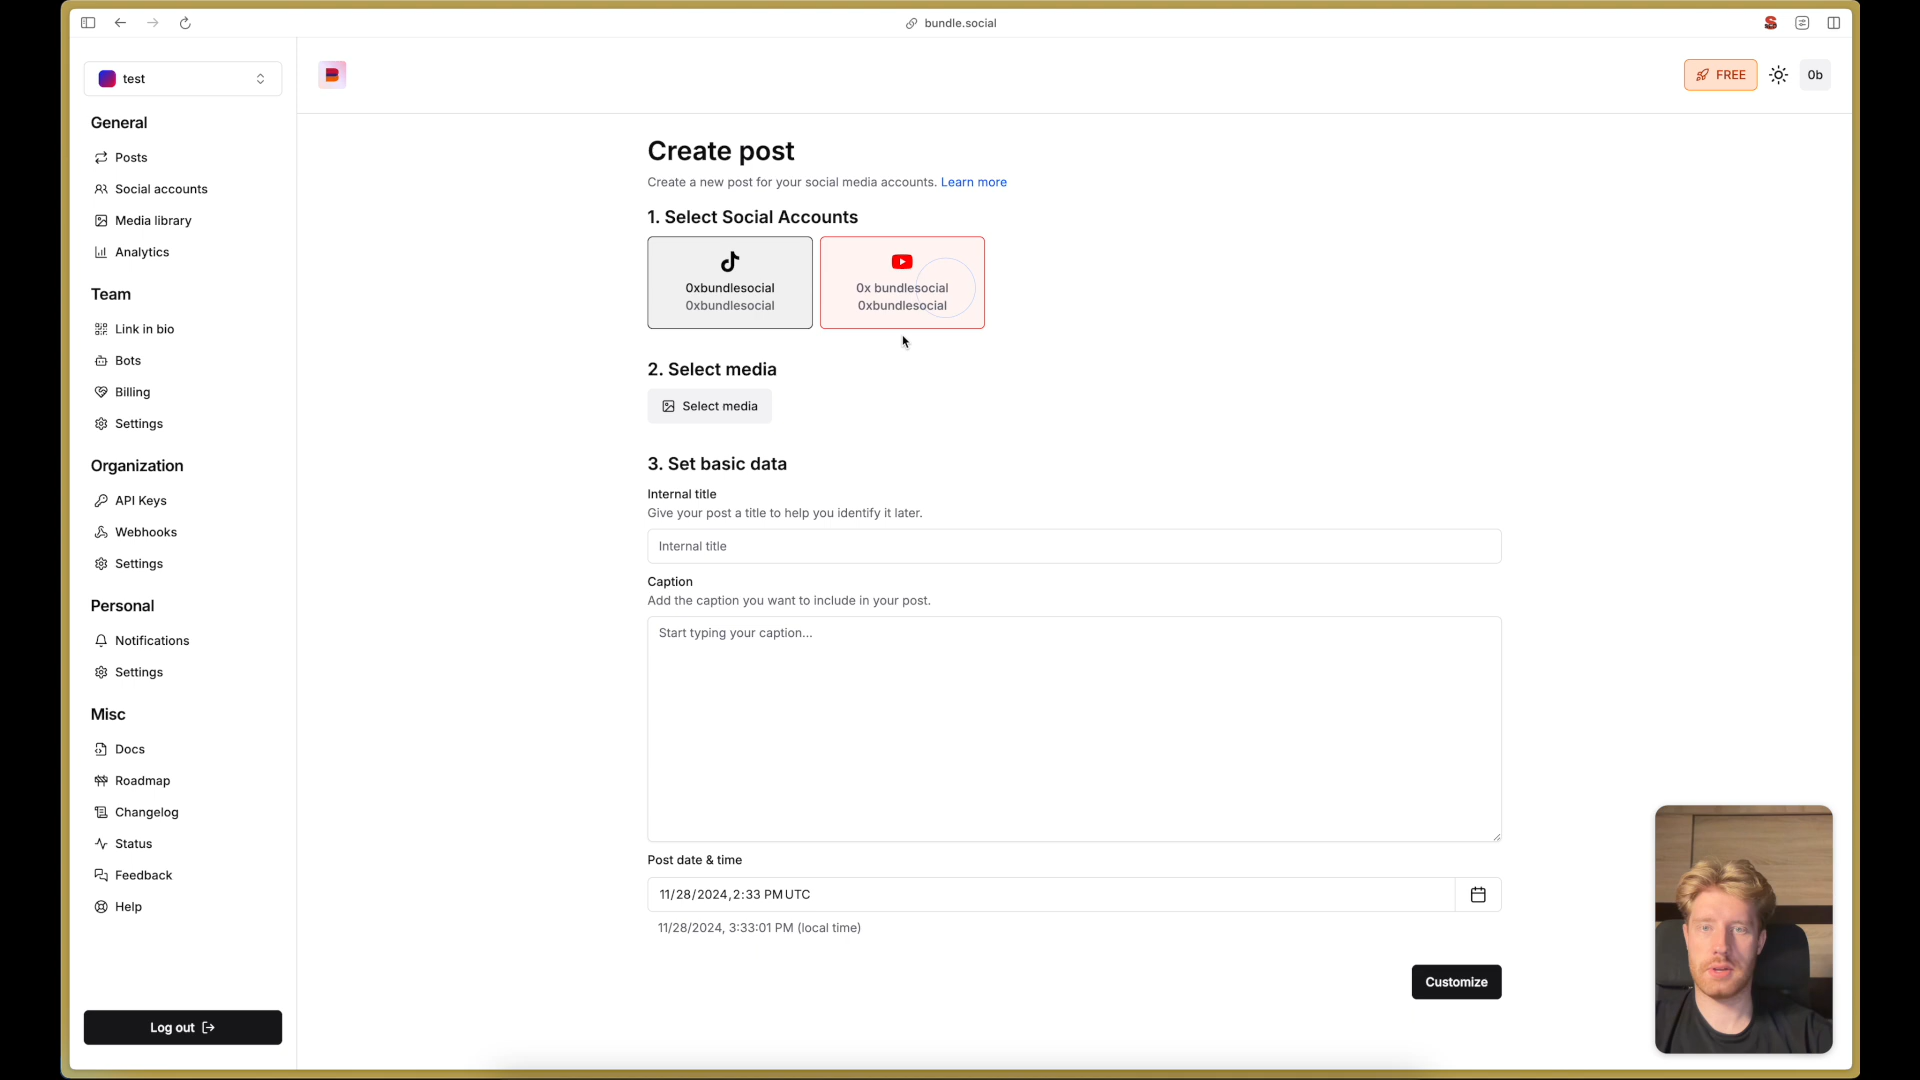 bundle.social
test
FREE
0b
General
Posts
Social accounts
Media library
Analytics
Team
Link in bio
Bots
Billing
Settings
Organization
API Keys
Webhooks
Settings
Personal
Notifications
Settings
Misc
Docs
Roadmap
Changelog
Status
Feedback
Help
Log out
Create post
Create a new post for your social media accounts. Learn more
1. Select Social Accounts
0xbundlesocial
0xbundlesocial
0x bundlesocial
0xbundlesocial
2. Select media
Select media
3. Set basic data
Internal title
Give your post a title to help you identify it later.
Internal title
Caption
Add the caption you want to include in your post.
Start typing your caption...
Post date & time
11/28/2024, 2:33 PM UTC
11/28/2024, 3:33:01 PM (local time)
Customize